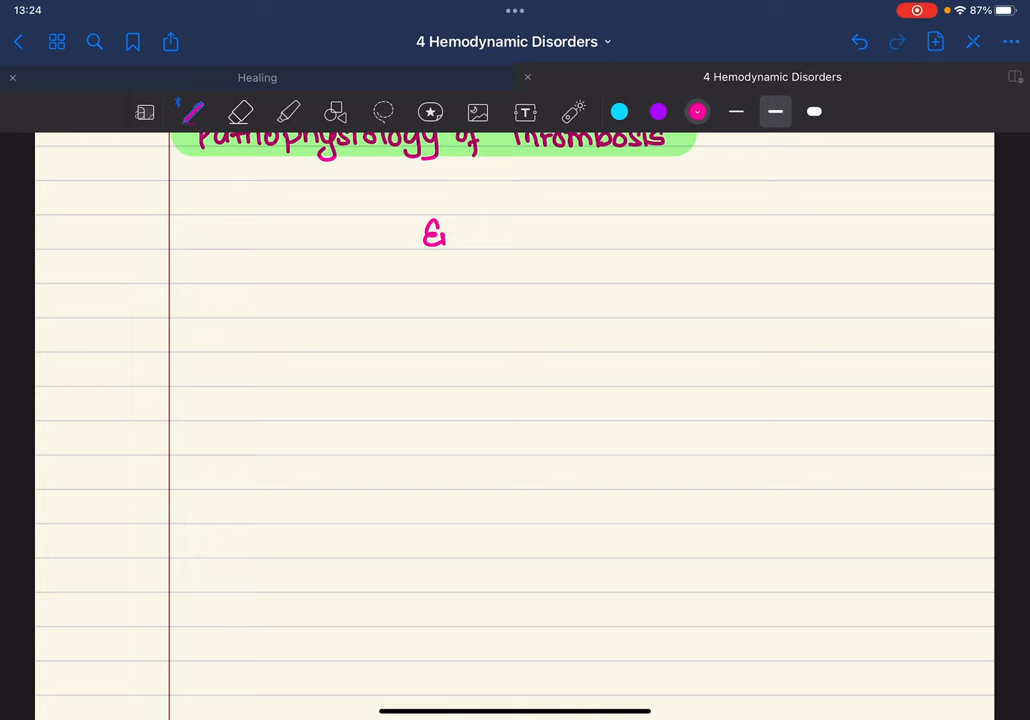 13:24
87%
4 Hemodynamic Disorders
Healing
4 Hemodynamic Disorders
T
Pathophysiology of Thrombosis
E